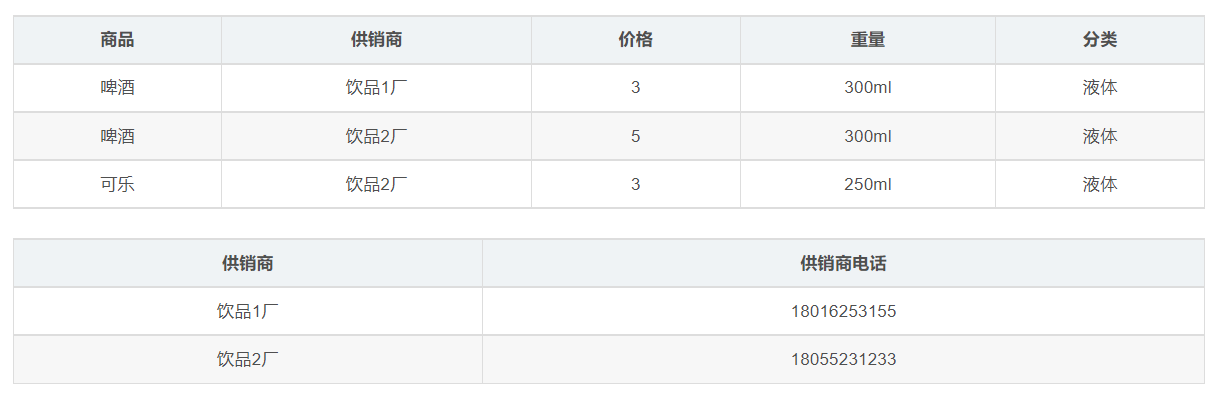 商品 供销商 价格 重量 分类
啤酒 饮品1厂 3 300ml 液体
啤酒 饮品2厂 5 300ml 液体
可乐 饮品2厂 3 250ml 液体
供销商 供销商电话
饮品1厂 18016253155
饮品2厂 18055231233